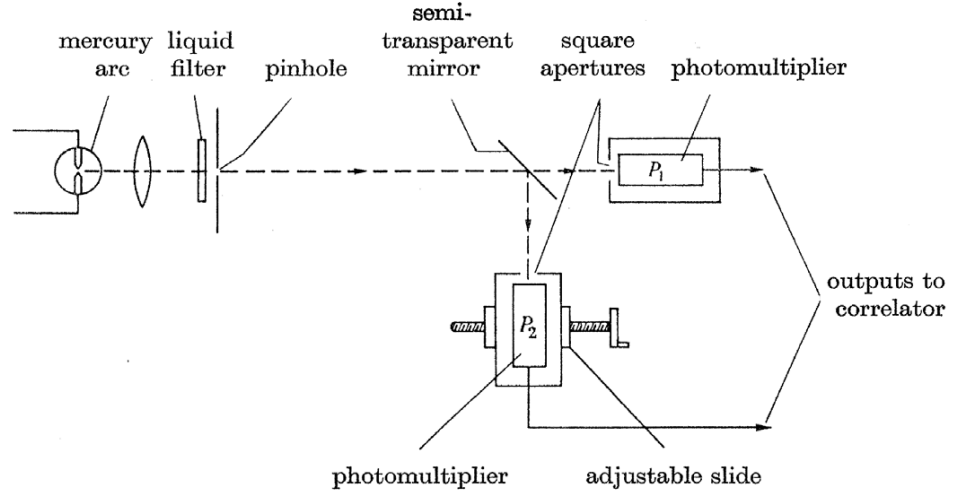 mercury
arc
liquid
filter
pinhole
semi-
transparent
mirror
square
apertures
photomultiplier
P1
P2
outputs to
correlator
photomultiplier
adjustable slide